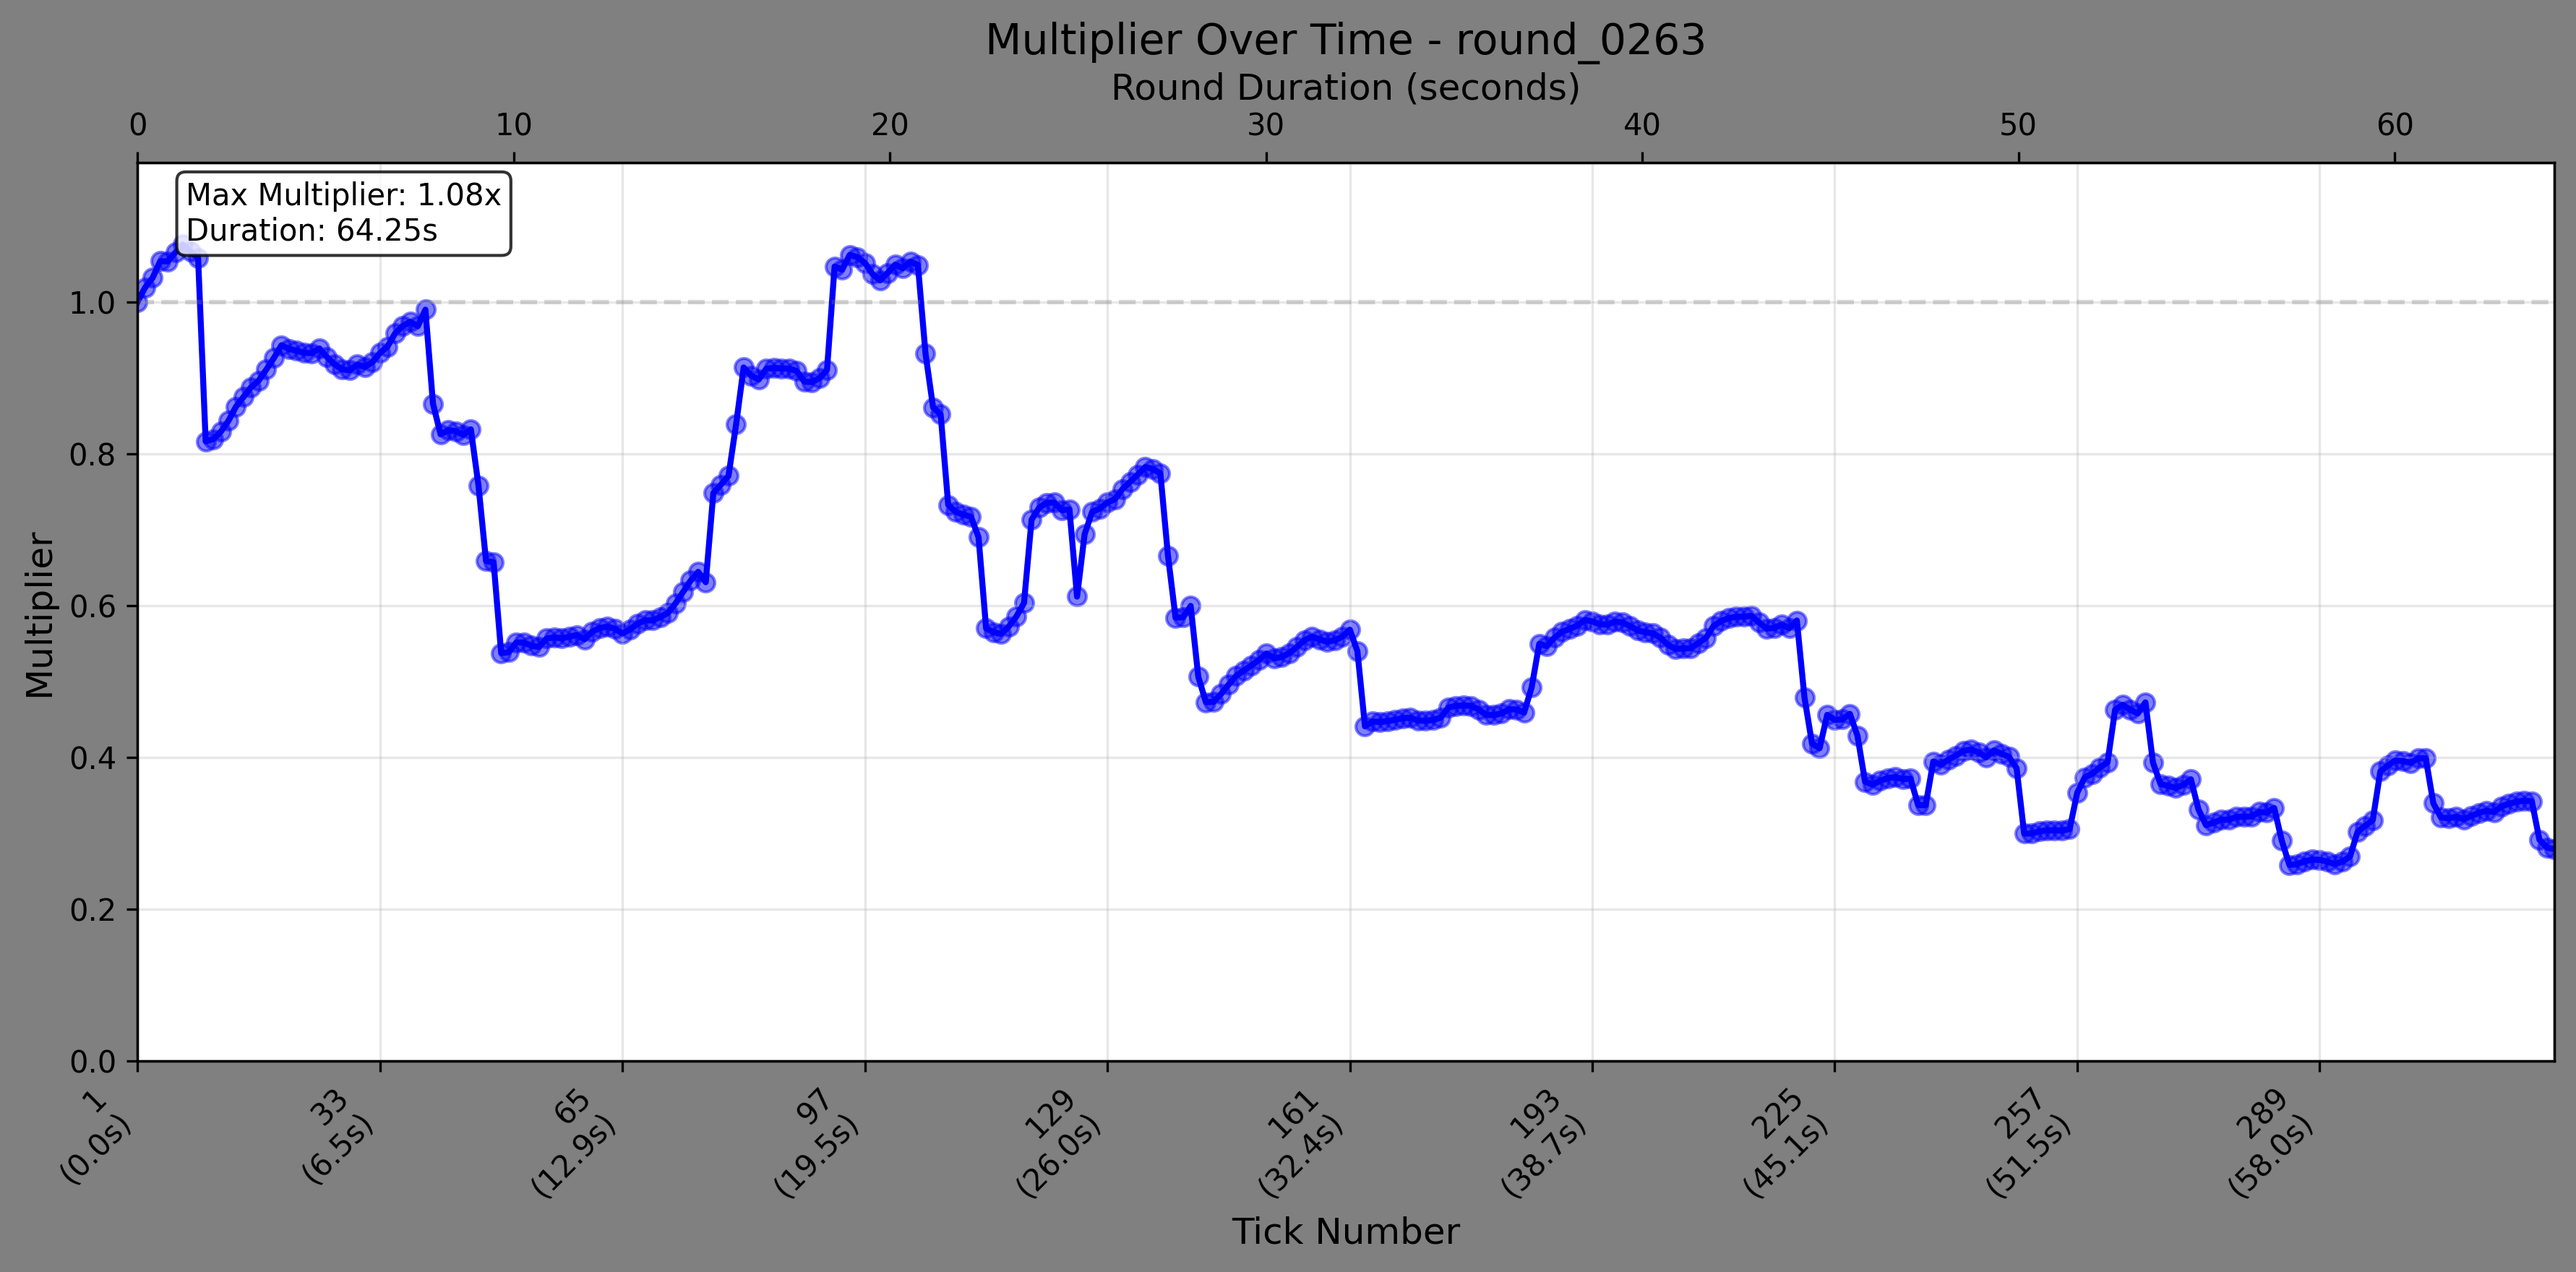 Multiplier Over Time - round_0263
Round Duration (seconds)
0 10 20 30 40 50 60
Max Multiplier: 1.08x
Duration: 64.25s
Multiplier
1.0
0.8
0.6
0.4
0.2
0.0
1
(0.0s)
33
(6.5s)
65
(12.9s)
97
(19.5s)
129
(26.0s)
161
(32.4s)
193
(38.7s)
225
(45.1s)
257
(51.5s)
289
(58.0s)
Tick Number